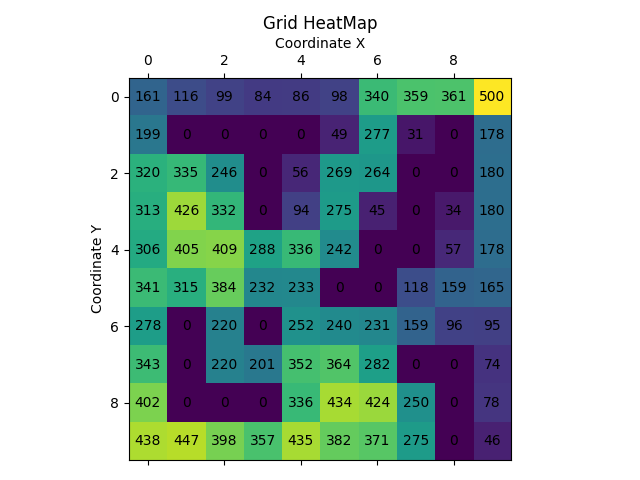 Grid HeatMap
Coordinate X
0 2 4 6 8
0 161 116 99 84 86 98 340 359 361 500
199 0 0 0 0 49 277 31 0 178
2 320 335 246 0 56 269 264 0 0 180
313 426 332 0 94 275 45 0 34 180
4 306 405 409 288 336 242 0 0 57 178
Coordinate Y
341 315 384 232 233 0 0 118 159 165
6 278 0 220 0 252 240 231 159 96 95
343 0 220 201 352 364 282 0 0 74
8 402 0 0 0 336 434 424 250 0 78
438 447 398 357 435 382 371 275 0 46